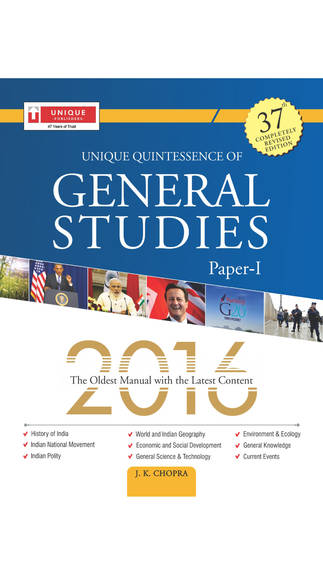 UNIQUE
PUBLISHERS
47 Years of Trust
37th
COMPLETELY
REVISED
EDITION
UNIQUE QUINTESSENCE OF
GENERAL
STUDIES
Paper-I
G20
2016
The Oldest Manual with the Latest Content
History of India
Indian National Movement
Indian Polity
World and Indian Geography
Economic and Social Development
General Science & Technology
Environment & Ecology
General Knowledge
Current Events
J. K. CHOPRA